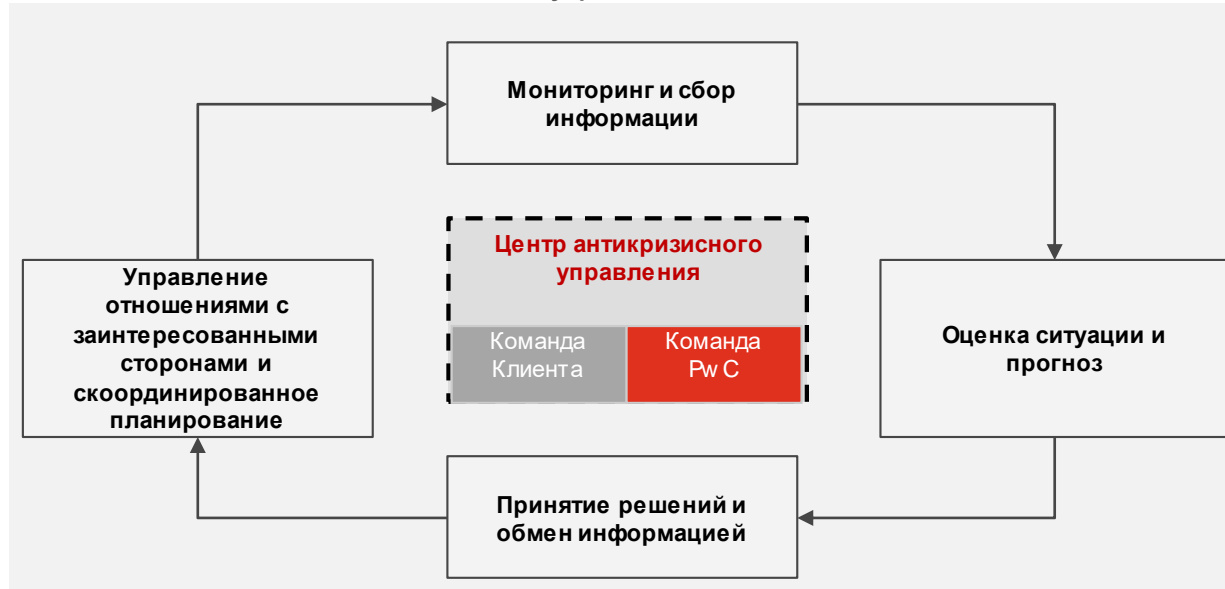 Мониторинг и сбор
информации
Центр антикризисного
управления
Команда
Клиента
Команда
PwC
Управление
отношениями с
заинтересованными
сторонами и
скоординированное
планирование
Оценка ситуации и
прогноз
Принятие решений и
обмен информацией